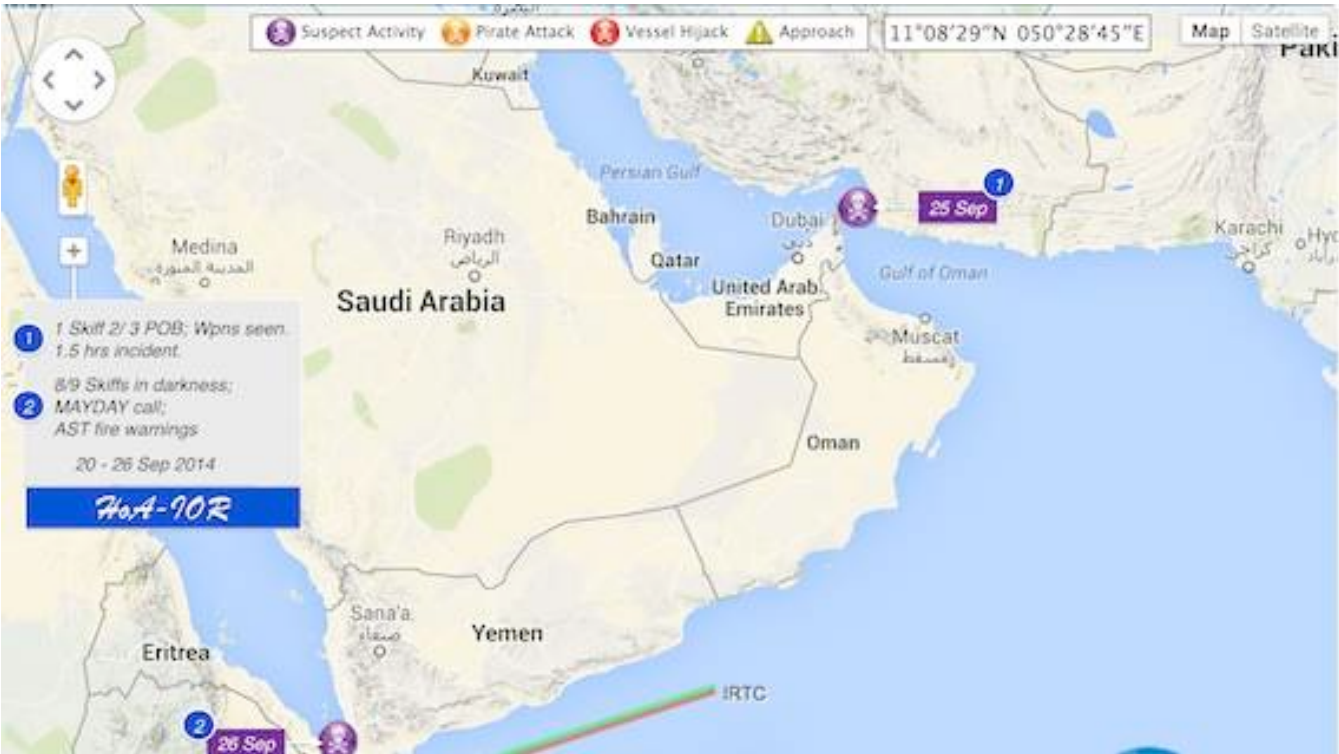 Suspect Activity Pirate Attack Vessel Hijack Approach
11°08'29"N 050°28'45"E
Map Satellite
البصرة
Kuwait
Persian Gulf
1
25 Sep
Bahrain
Dubai
دبي
Karachi
كراچی
Medina
المدينة المنورة
Riyadh
الرياض
Qatar
Gulf of Oman
United Arab
Emirates
Saudi Arabia
Muscat
مسقط
1
1 Skiff 2/ 3 POB; Wpns seen.
1.5 hrs incident.
2
8/9 Skiffs in darkness;
MAYDAY call;
AST fire warnings
20 - 26 Sep 2014
HoA-IOR
Oman
Sana'a
صنعاء
Yemen
Eritrea
IRTC
2
26 Sep